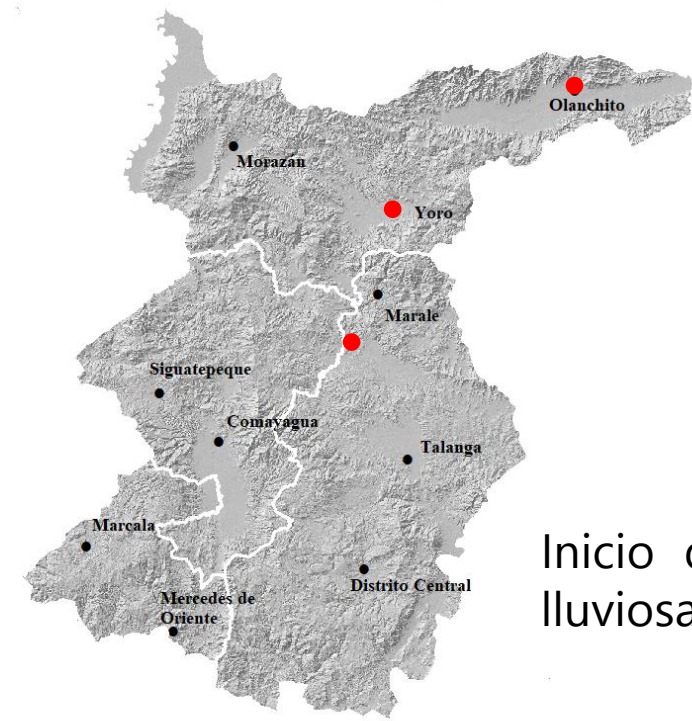 Olanchito
Morazan
Yoro
Marale
Siguatepeque
Comayagua
Talanga
Marcala
Distrito Central
Mercedes de
Oriente
Inicio
lluviosa